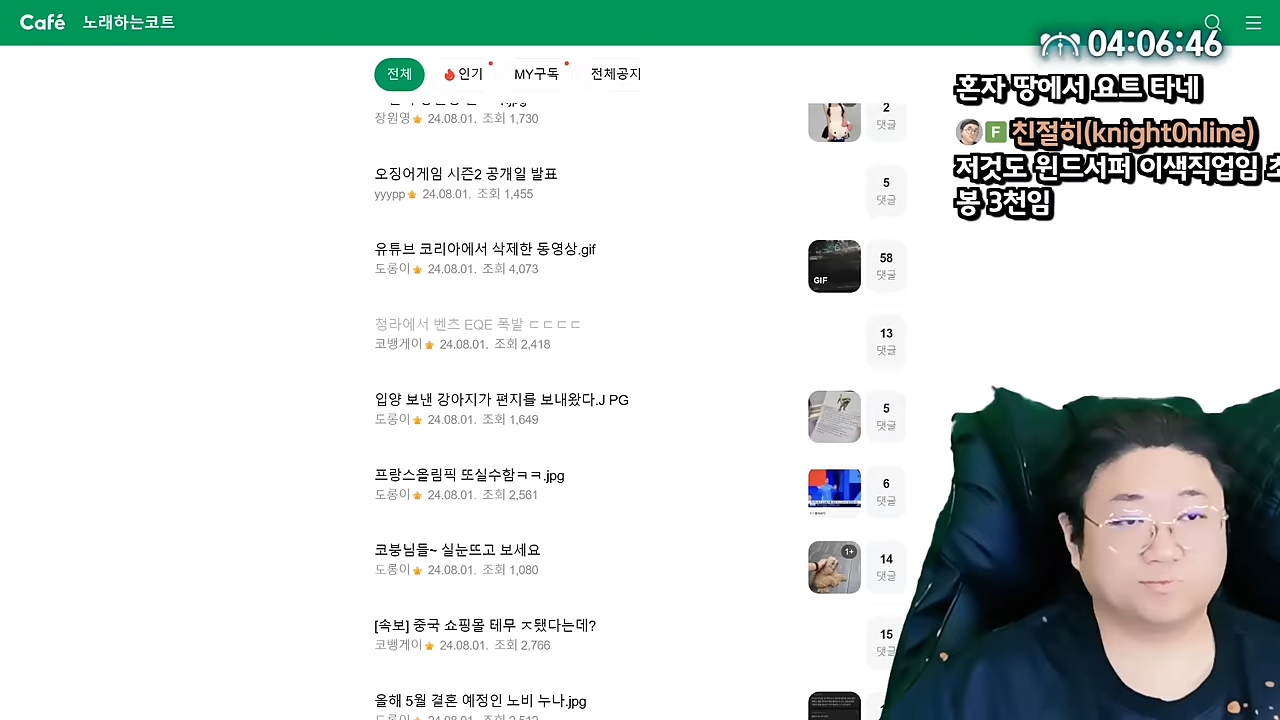 Café 노래하는코트
04:06:46
전체 인기 MY구독 전체공지
혼자 땅에서 요트 타네
F 친절히(knight0nline)
저것도 윈드서퍼 이색직업임 초
봉 3천임
장원영 24.08.01. 조회 1,730
2
댓글
오징어게임 시즌2 공개일 발표
yyypp 24.08.01. 조회 1,455
5
댓글
유튜브 코리아에서 삭제한 동영상.gif
도롱이 24.08.01. 조회 4,073
GIF
58
댓글
청라에서 벤츠 EQE 폭발 ㄷㄷㄷㄷ
코뱅게이 24.08.01. 조회 2,418
13
댓글
입양 보낸 강아지가 편지를 보내왔다.J PG
도롱이 24.08.01. 조회 1,649
5
댓글
프랑스올림픽 또실수함ㅋㅋ.jpg
도롱이 24.08.01. 조회 2,561
6
댓글
코봉님들~ 실눈뜨고 보세요
도롱이 24.08.01. 조회 1,080
1+
14
댓글
[속보] 중국 쇼핑몰 테무 ㅈ됐다는데?
코뱅게이 24.08.01. 조회 2,766
15
댓글
올해 5월 결혼 예정인 노비 누나.jpg